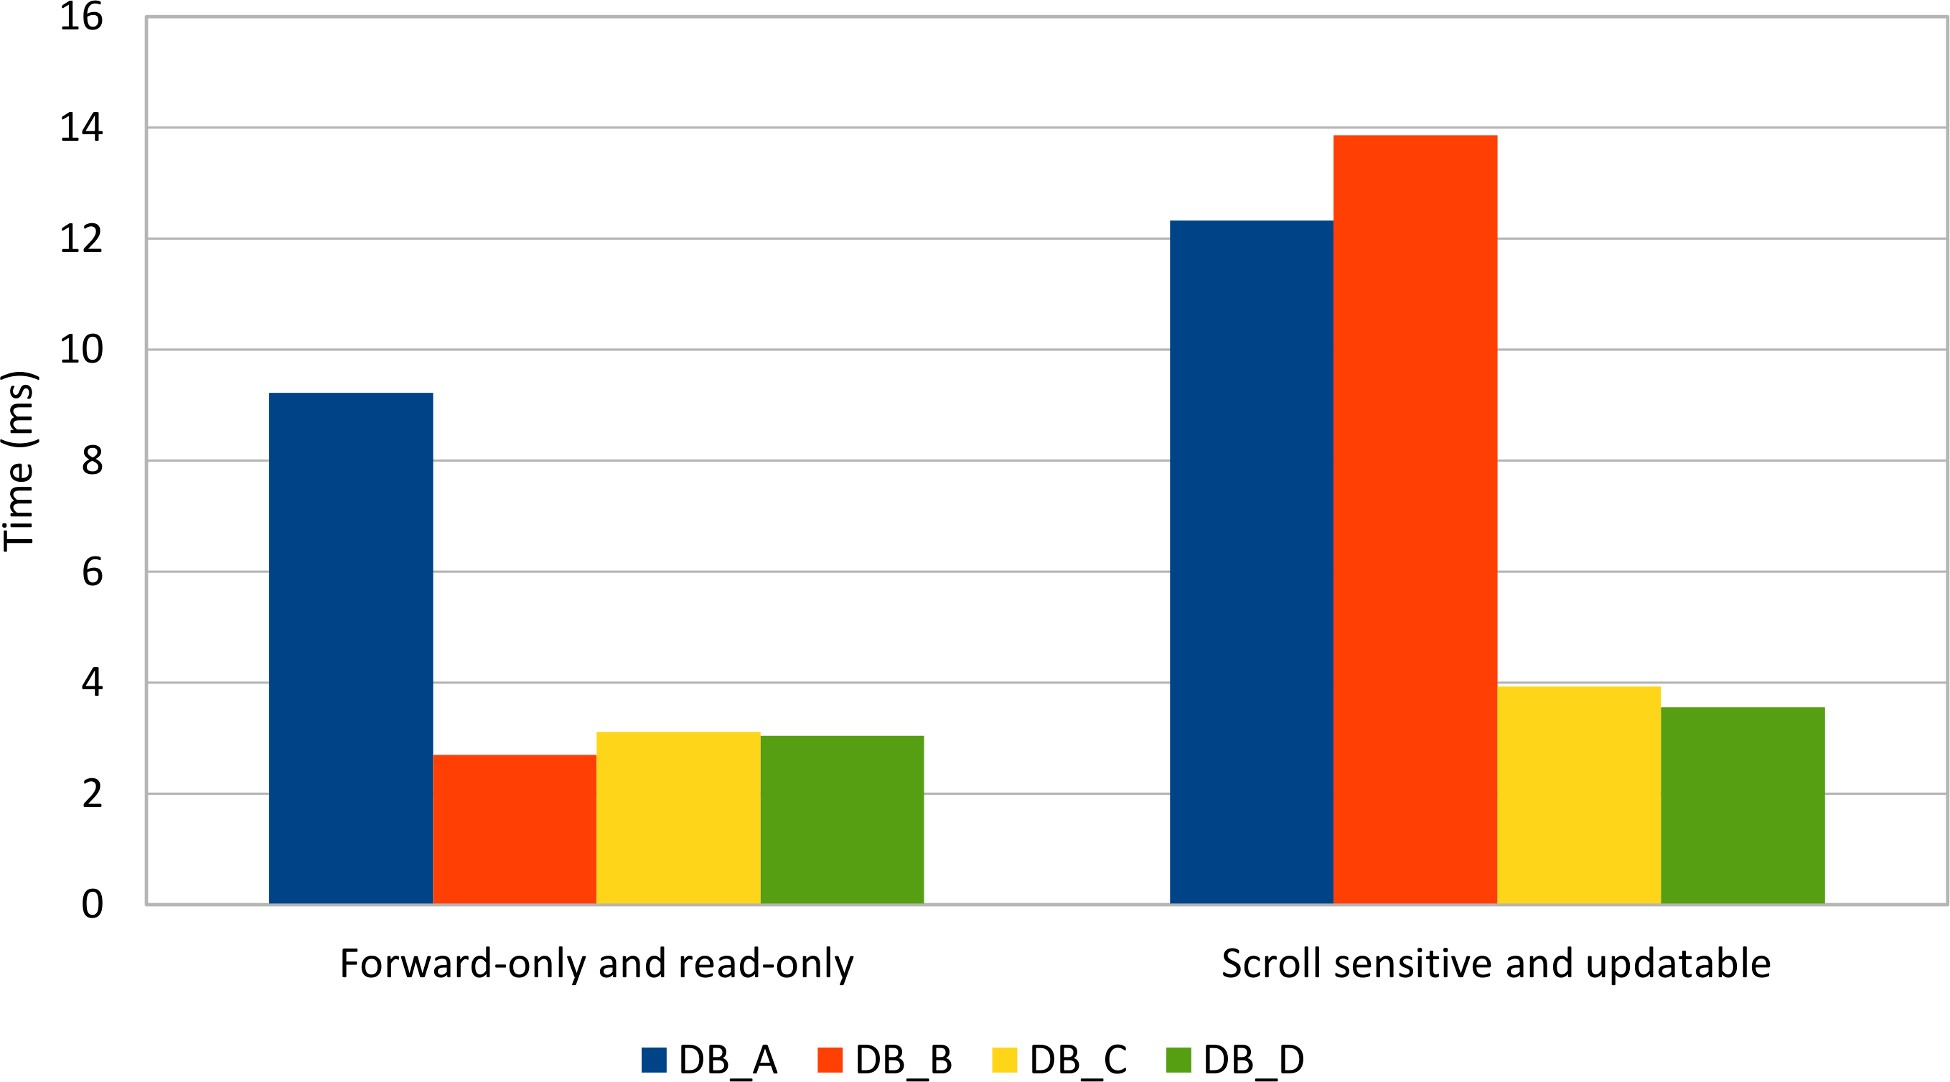 16
14
12
10
8
6
4
2
0
Time (ms)
Forward-only and read-only
Scroll sensitive and updatable
DB_A DB_B DB_C DB_D